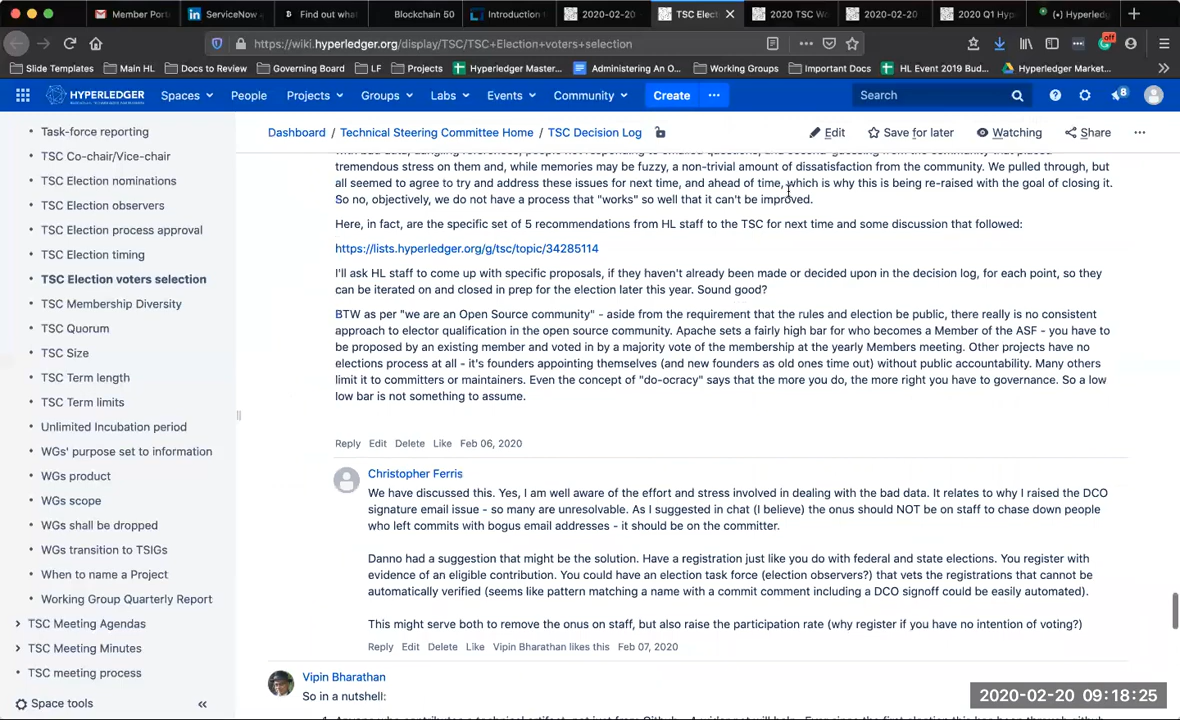 Member Port
ServiceNow
Find out what
Blockchain 50
Introduction
2020-02-20
TSC Elect
2020 TSC W
2020-02-20
2020 Q1 Hyp
(•) Hyperledg
https://wiki.hyperledger.org/display/TSC/TSC+Election+voters+selection
off
Slide Templates
Main HL
Docs to Review
Governing Board
LF
Projects
Hyperledger Master...
Administering An O...
Working Groups
Important Docs
HL Event 2019 Bud...
Hyperledger Market...
HYPERLEDGER
Spaces
People
Projects
Groups
Labs
Events
Community
Create
Search
8
Task-force reporting
TSC Co-chair/Vice-chair
TSC Election nominations
TSC Election observers
TSC Election process approval
TSC Election timing
TSC Election voters selection
TSC Membership Diversity
TSC Quorum
TSC Size
TSC Term length
TSC Term limits
Unlimited Incubation period
WGs' purpose set to information
WGs product
WGs scope
WGs shall be dropped
WGs transition to TSIGs
When to name a Project
Working Group Quarterly Report
TSC Meeting Agendas
TSC Meeting Minutes
TSC meeting process
Space tools
Dashboard / Technical Steering Committee Home / TSC Decision Log
Edit
Save for later
Watching
Share
tremendous stress on them and, while memories may be fuzzy, a non-trivial amount of dissatisfaction from the community. We pulled through, but
all seemed to agree to try and address these issues for next time, and ahead of time, which is why this is being re-raised with the goal of closing it.
So no, objectively, we do not have a process that "works" so well that it can't be improved.
Here, in fact, are the specific set of 5 recommendations from HL staff to the TSC for next time and some discussion that followed:
https://lists.hyperledger.org/g/tsc/topic/34285114
I'll ask HL staff to come up with specific proposals, if they haven't already been made or decided upon in the decision log, for each point, so they
can be iterated on and closed in prep for the election later this year. Sound good?
BTW as per "we are an Open Source community" - aside from the requirement that the rules and election be public, there really is no consistent
approach to elector qualification in the open source community. Apache sets a fairly high bar for who becomes a Member of the ASF - you have to
be proposed by an existing member and voted in by a majority vote of the membership at the yearly Members meeting. Other projects have no
elections process at all - it's founders appointing themselves (and new founders as old ones time out) without public accountability. Many others
limit it to committers or maintainers. Even the concept of "do-ocracy" says that the more you do, the more right you have to governance. So a low
low bar is not something to assume.
Reply Edit Delete Like Feb 06, 2020
Christopher Ferris
We have discussed this. Yes, I am well aware of the effort and stress involved in dealing with the bad data. It relates to why I raised the DCO
signature email issue - so many are unresolvable. As I suggested in chat (I believe) the onus should NOT be on staff to chase down people
who left commits with bogus email addresses - it should be on the committer.
Danno had a suggestion that might be the solution. Have a registration just like you do with federal and state elections. You register with
evidence of an eligible contribution. You could have an election task force (election observers?) that vets the registrations that cannot be
automatically verified (seems like pattern matching a name with a commit comment including a DCO signoff could be easily automated).
This might serve both to remove the onus on staff, but also raise the participation rate (why register if you have no intention of voting?)
Reply Edit Delete Like Vipin Bharathan likes this Feb 07, 2020
Vipin Bharathan
So in a nutshell:
2020-02-20 09:18:25